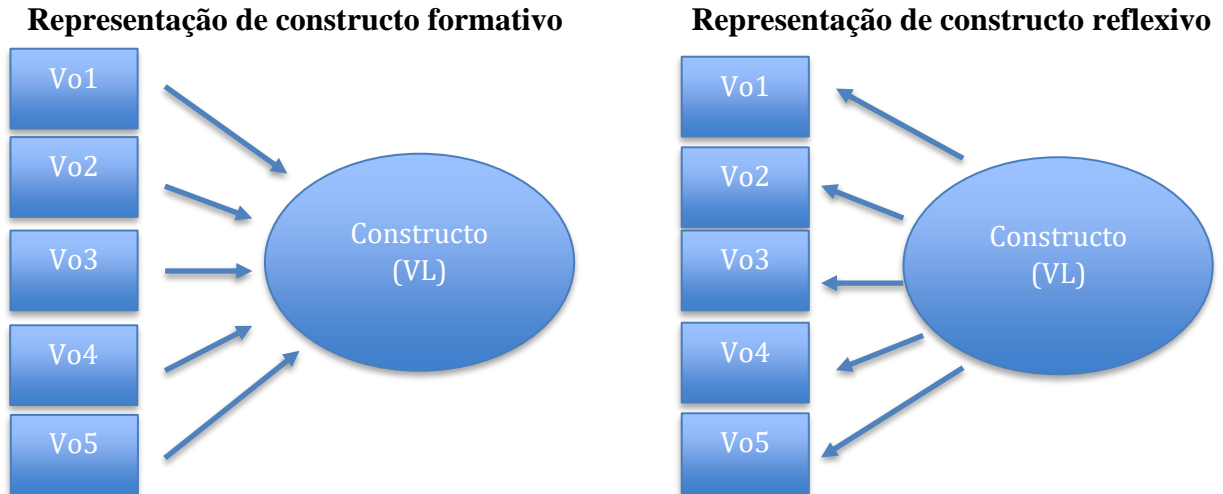 Representação de constructo formativo
Vo1
Vo2
Vo3
Vo4
Vo5
Constructo
(VL)
Representação de constructo reflexivo
Vo1
Vo2
Vo3
Vo4
Vo5
Constructo
(VL)